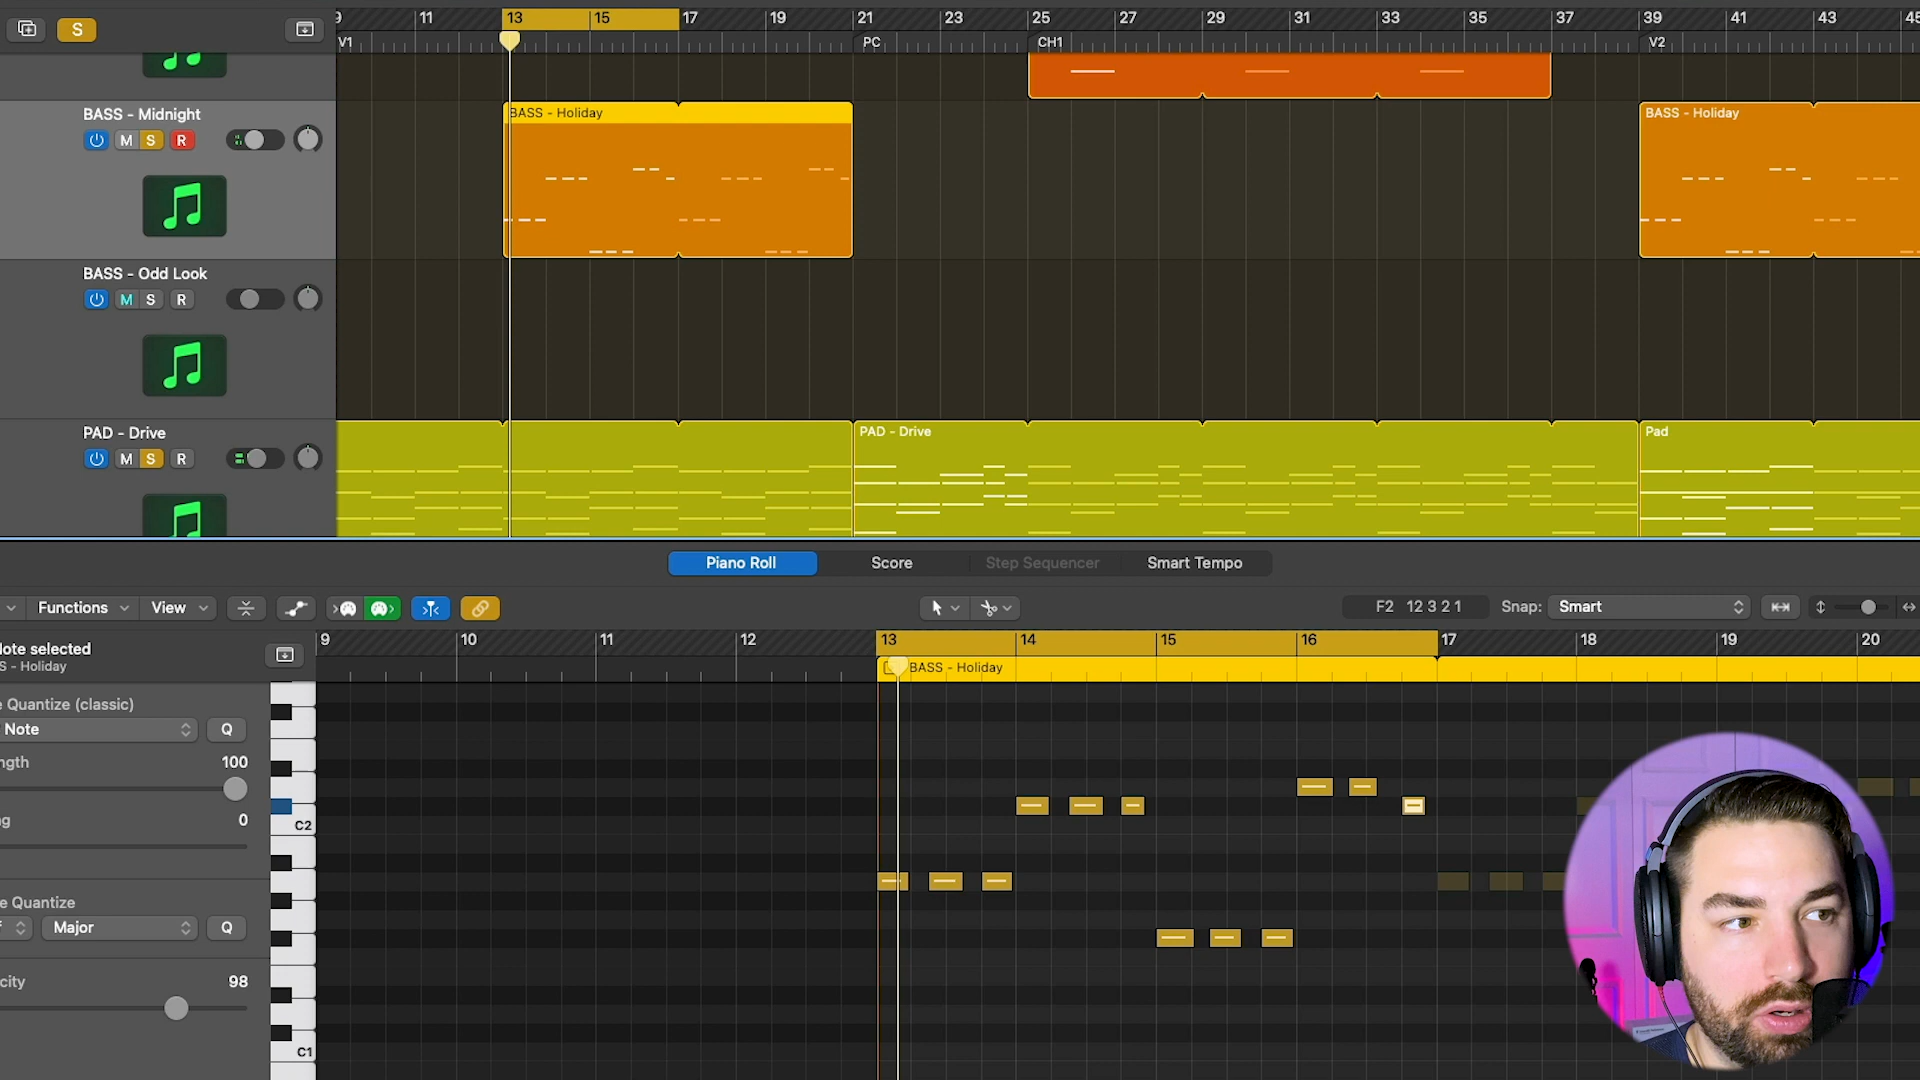 S
9 11 13 15 17 19 21 23 25 27 29 31 33 35 37 39 41 43 45
V1 PC CH1 V2
BASS - Midnight
M S R
BASS - Holiday
BASS - Holiday
BASS - Odd Look
M S R
PAD - Drive
M S R
PAD - Drive
Pad
Piano Roll Score Step Sequencer Smart Tempo
Functions View
F2 12 3 2 1
Snap: Smart
9 10 11 12 13 14 15 16 17 18 19 20
ote selected
S - Holiday
BASS - Holiday
e Quantize (classic)
Note Q
ngth 100
C2
ng 0
e Quantize
Major Q
city 98
C1